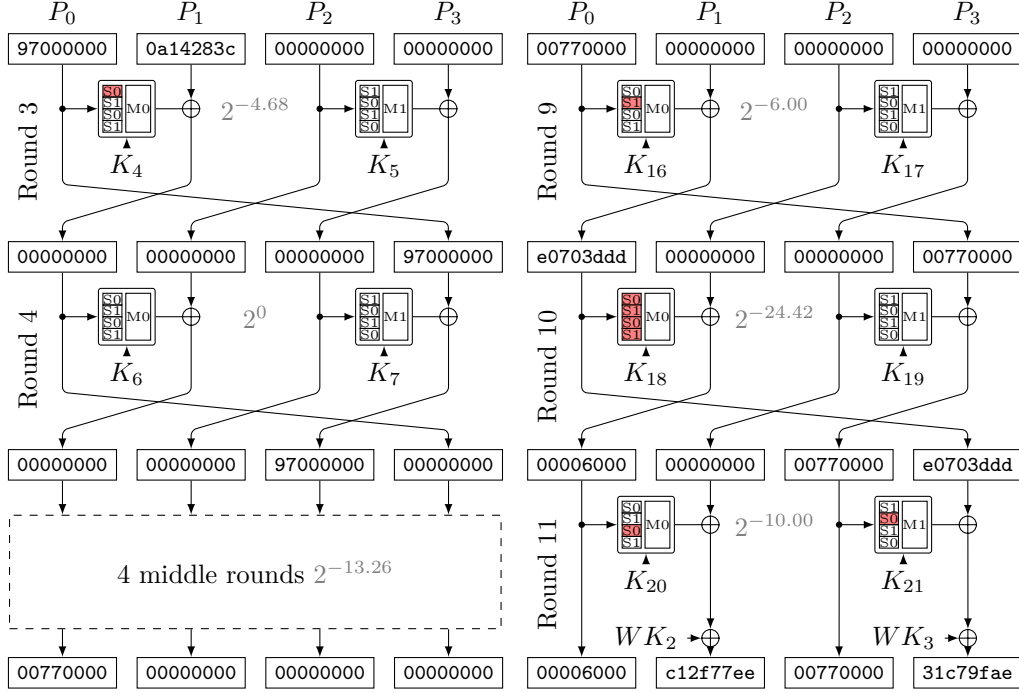 P0 P1 P2 P3
97000000 0a14283c 00000000 00000000
Round 3
S0 S1 S0 S1 M0
2^-4.68
S1 S0 S1 S0 M1
K4 K5
00000000 00000000 00000000 97000000
Round 4
S0 S1 S0 S1 M0
2^0
S1 S0 S1 S0 M1
K6 K7
00000000 00000000 97000000 00000000
4 middle rounds 2^-13.26
00770000 00000000 00000000 00000000
P0 P1 P2 P3
00770000 00000000 00000000 00000000
Round 9
S0 S1 S0 S1 M0
2^-6.00
S1 S0 S1 S0 M1
K16 K17
e0703ddd 00000000 00000000 00770000
Round 10
S0 S1 S0 S1 M0
2^-24.42
S1 S0 S1 S0 M1
K18 K19
00006000 00000000 00770000 e0703ddd
Round 11
S0 S1 S0 S1 M0
2^-10.00
S1 S0 S1 S0 M1
K20 K21
WK2 WK3
00006000 c12f77ee 00770000 31c79fae